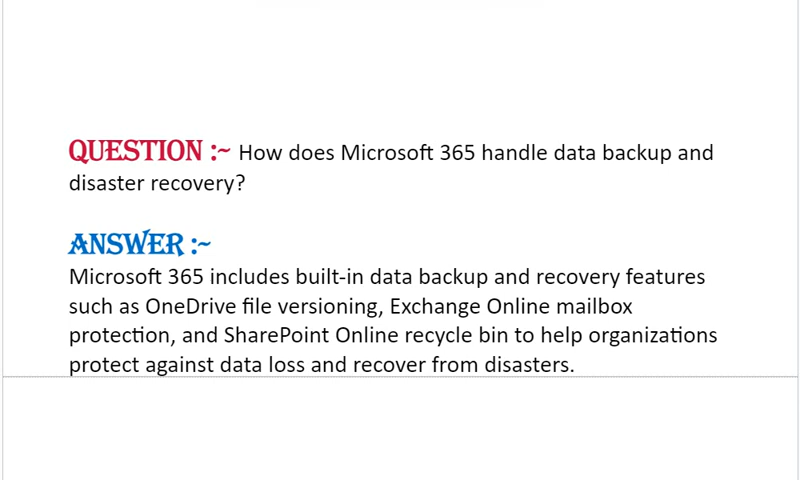 QUESTION :~ How does Microsoft 365 handle data backup and
disaster recovery?
ANSWER :~
Microsoft 365 includes built-in data backup and recovery features
such as OneDrive file versioning, Exchange Online mailbox
protection, and SharePoint Online recycle bin to help organizations
protect against data loss and recover from disasters.